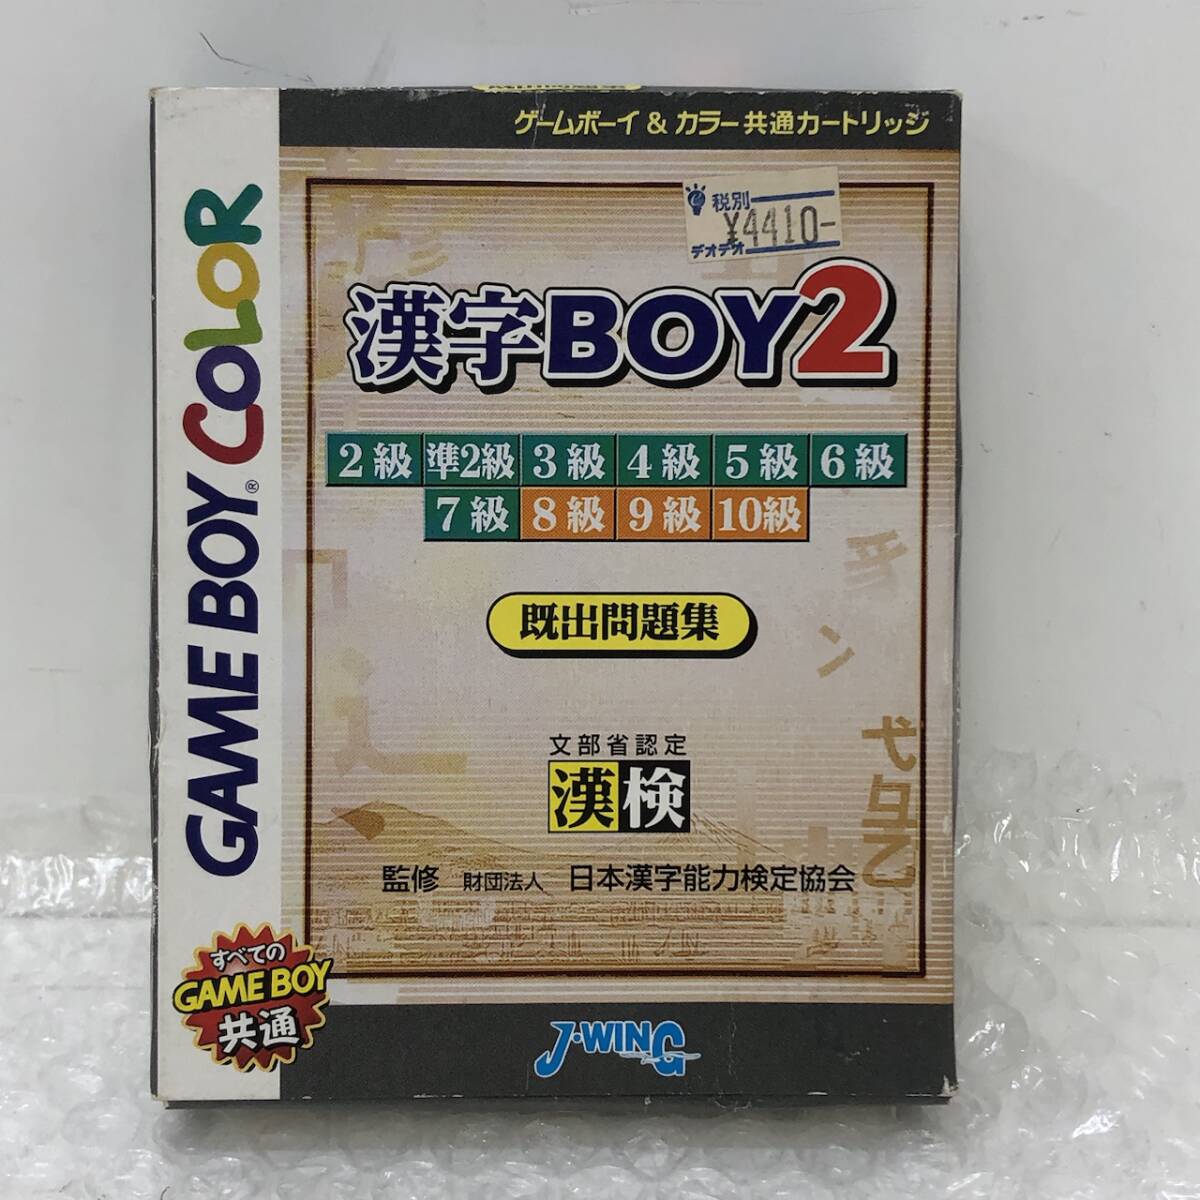 ゲームボーイ & カラー共通カートリッジ
税別
¥4410-
デオデオ
漢字BOY2
2級 準2級 3級 4級 5級 6級
7級 8級 9級 10級
既出問題集
文部省認定
漢検
監修 財団法人 日本漢字能力検定協会
GAME BOY® COLOR
すべての
GAME BOY
共通
J・WING